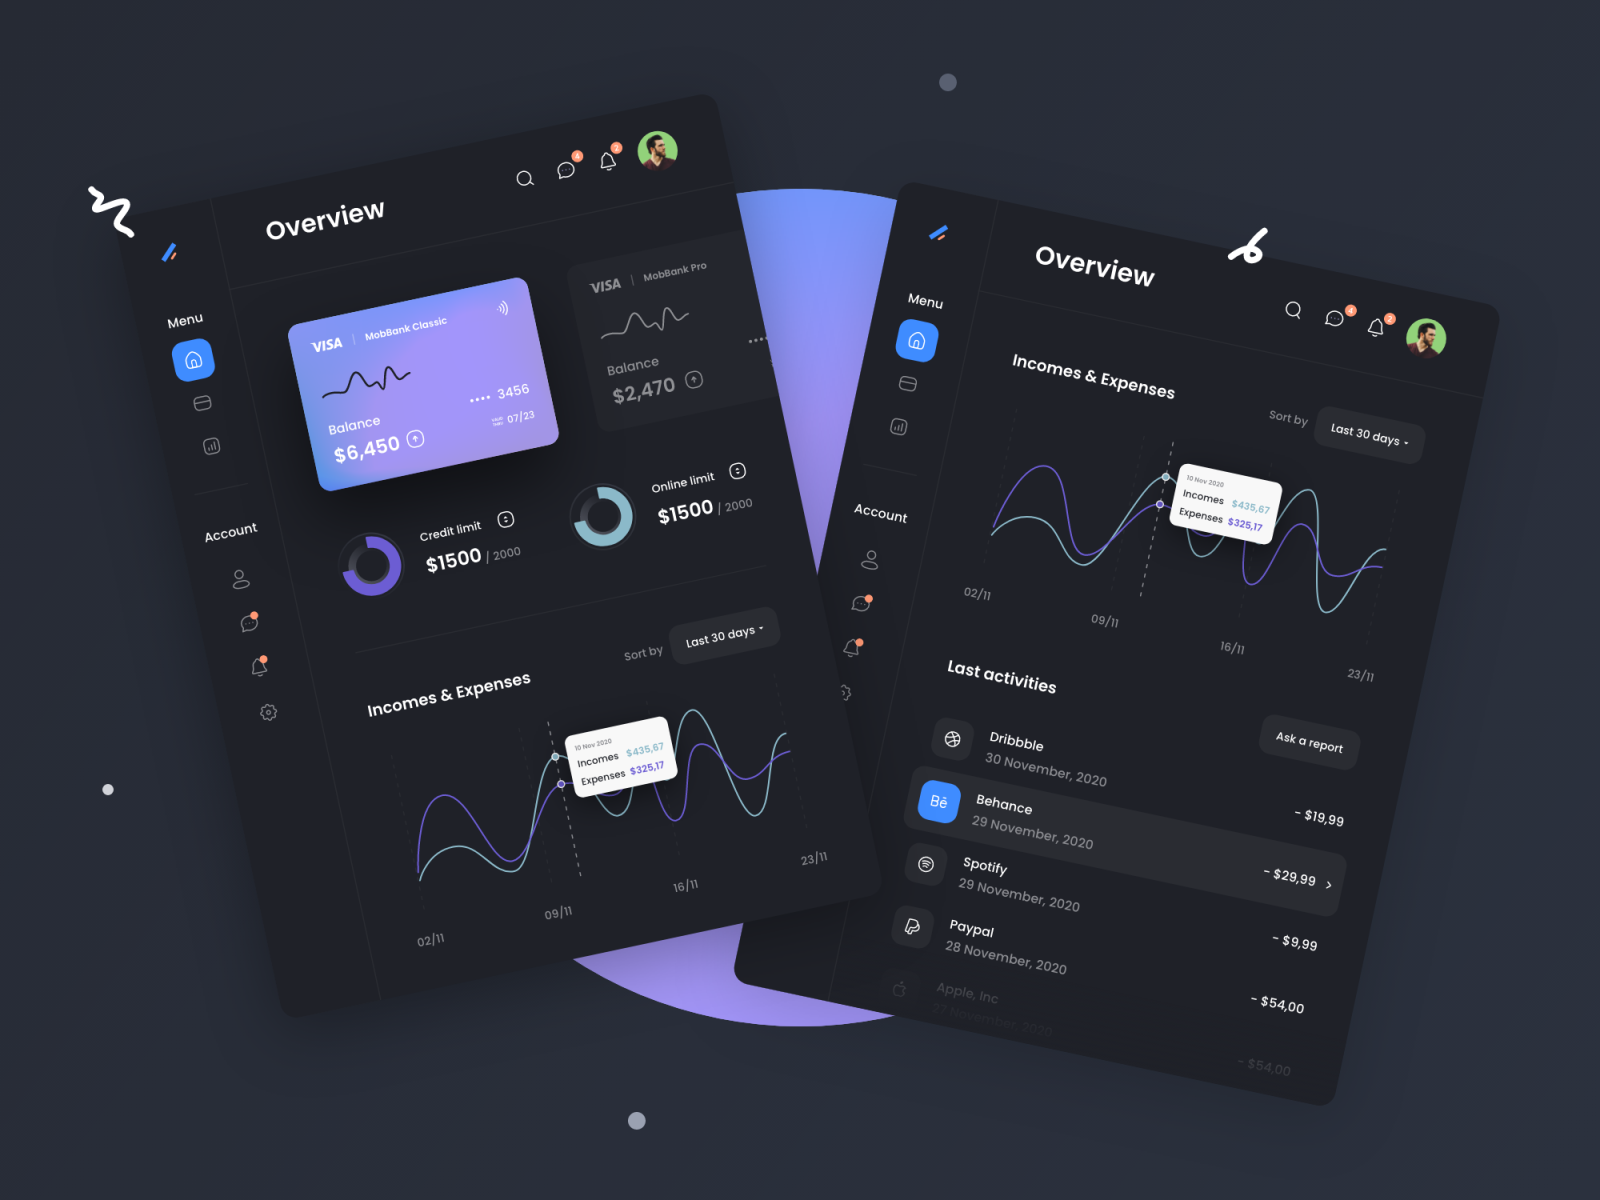 Overview
4
2
Menu
VISA | MobBank Classic
Balance
$6,450
•••• 3456
07/23
VISA | MobBank Pro
Balance
$2,470
••••
Account
Credit limit
$1500 / 2000
Online limit
$1500 / 2000
Incomes & Expenses
Sort by
Last 30 days
10 Nov 2020
Incomes $435,67
Expenses $325,17
02/11
09/11
16/11
23/11
Overview
4
2
Menu
Account
Incomes & Expenses
Sort by
Last 30 days
10 Nov 2020
Incomes $435,67
Expenses $325,17
02/11
09/11
16/11
23/11
Last activities
Ask a report
Dribbble
30 November, 2020
- $19,99
Bē
Behance
29 November, 2020
- $29,99
Spotify
29 November, 2020
- $9,99
Paypal
28 November, 2020
- $54,00
Apple, Inc
27 November, 2020
- $54,00